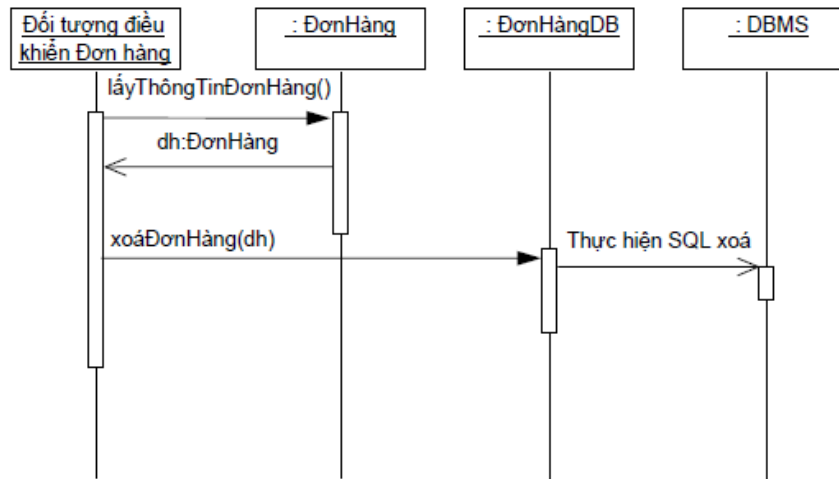 Đối tượng điều
khiển Đơn hàng
: ĐơnHàng
: ĐơnHàngDB
: DBMS
lấyThôngTinĐơnHàng()
dh:ĐơnHàng
xoáĐơnHàng(dh)
Thực hiện SQL xoá